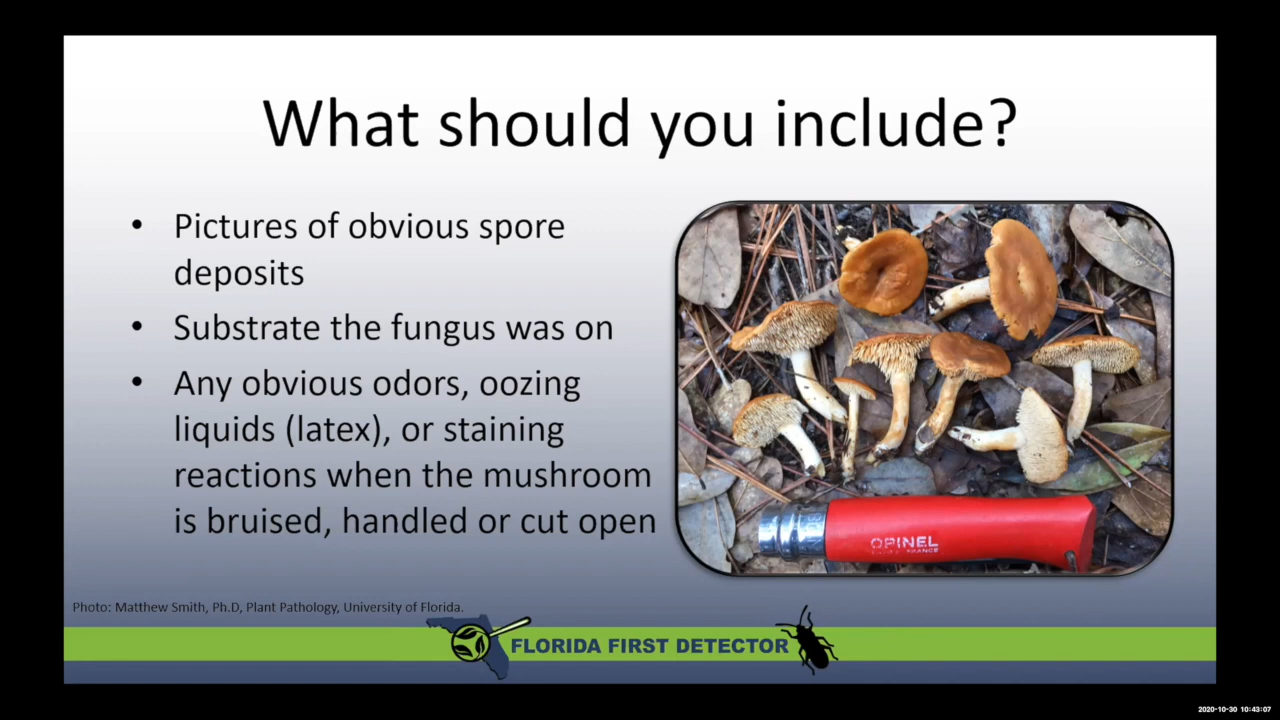 What should you include?
• Pictures of obvious spore
deposits
• Substrate the fungus was on
• Any obvious odors, oozing
liquids (latex), or staining
reactions when the mushroom
is bruised, handled or cut open
OPINEL
Photo: Matthew Smith, Ph.D, Plant Pathology, University of Florida.
FLORIDA FIRST DETECTOR
2020-10-30 10:43:07